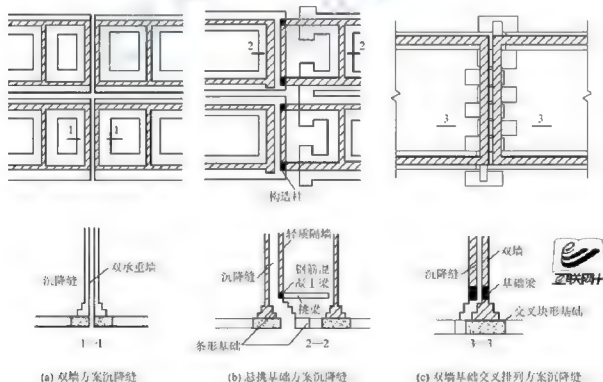 1 1
2 2
3 3
构造柱
沉降缝
双承重墙
1—1
轻质隔墙
沉降缝
钢筋混
凝土梁
挑梁
条形基础
2—2
双墙
沉降缝
基础梁
交叉块形基础
3—3
互联网+
(a) 双墙方案沉降缝
(b) 悬挑基础方案沉降缝
(c) 双墙基础交叉排列方案沉降缝